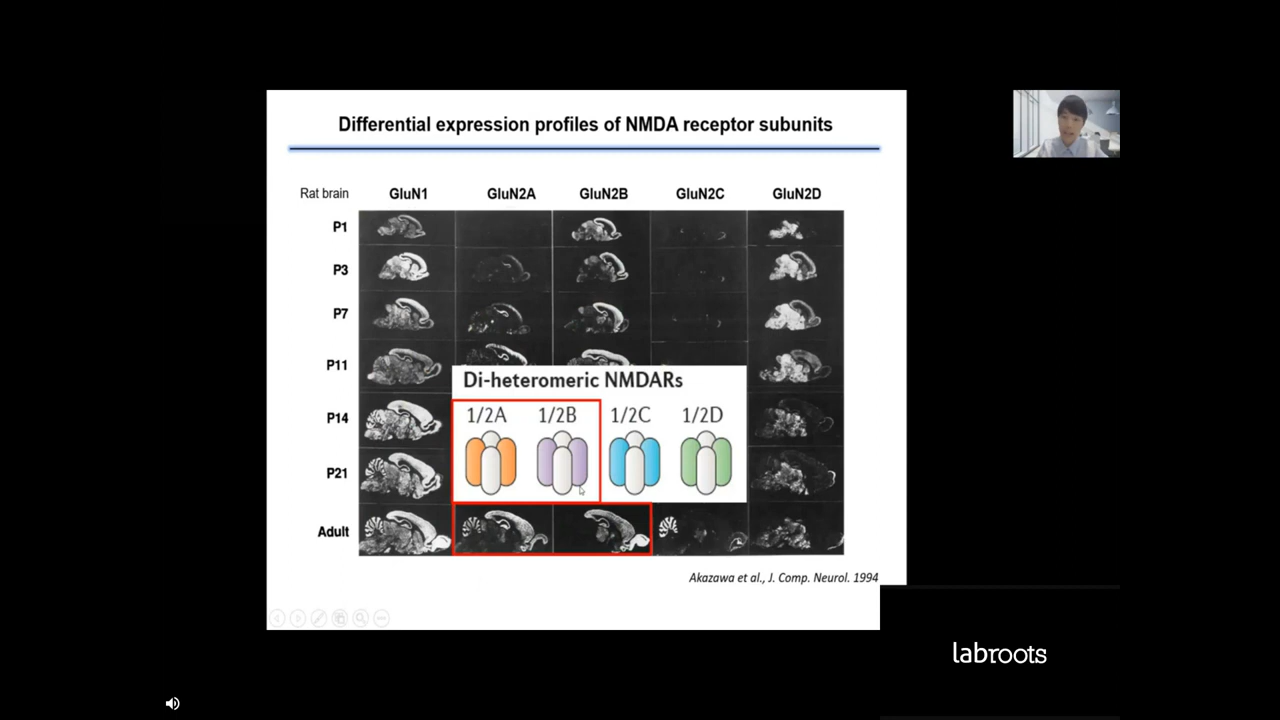 Differential expression profiles of NMDA receptor subunits
Rat brain GluN1 GluN2A GluN2B GluN2C GluN2D
P1
P3
P7
P11
Di-heteromeric NMDARs
P14 1/2A 1/2B 1/2C 1/2D
P21
Adult
Akazawa et al., J. Comp. Neurol. 1994
labroots